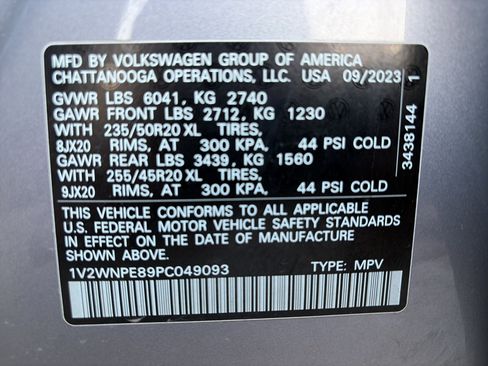 MFD BY VOLKSWAGEN GROUP OF AMERICA
CHATTANOOGA OPERATIONS, LLC. USA 09/2023
GVWR LBS 6041, KG 2740
GAWR FRONT LBS 2712, KG 1230
WITH 235/50R20 XL TIRES,
8JX20 RIMS, AT 300 KPA, 44 PSI COLD
GAWR REAR LBS 3439, KG 1560
WITH 255/45R20 XL TIRES,
9JX20 RIMS, AT 300 KPA, 44 PSI COLD
THIS VEHICLE CONFORMS TO ALL APPLICABLE
U.S. FEDERAL MOTOR VEHICLE SAFETY STANDARDS
IN EFFECT ON THE DATE OF MANUFACTURE
SHOWN ABOVE.
1V2WNPE89PC049093 TYPE: MPV
3438144 1